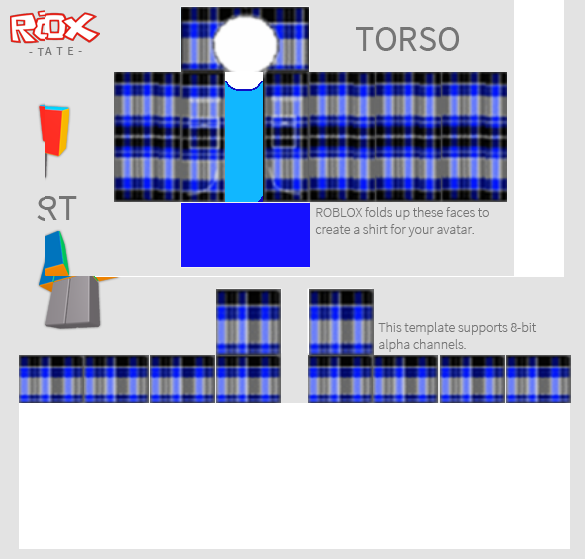 - TATE -
TORSO
ROBLOX folds up these faces to
create a shirt for your avatar.
This template supports 8-bit
alpha channels.